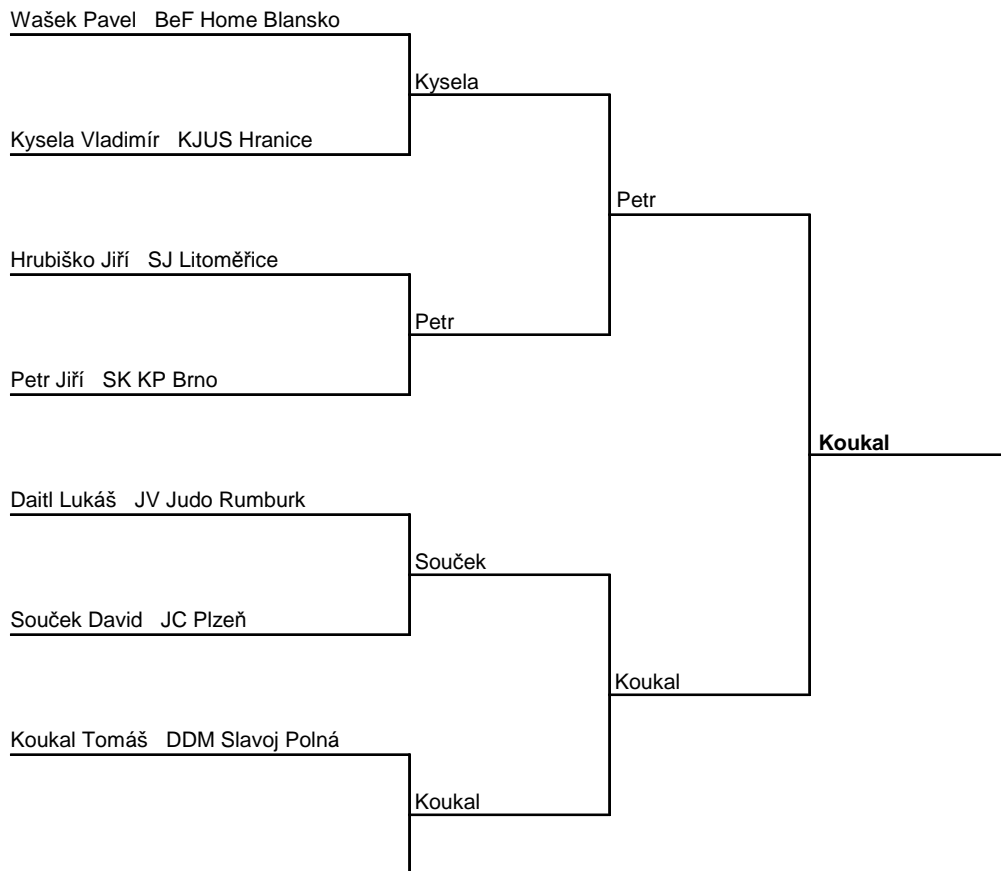 Wašek Pavel BeF Home Blansko
Kysela
Kysela Vladimír KJUS Hranice
Petr
Hrubiško Jiří SJ Litoměřice
Petr
Petr Jiří SK KP Brno
Koukal
Daitl Lukáš JV Judo Rumburk
Souček
Souček David JC Plzeň
Koukal
Koukal Tomáš DDM Slavoj Polná
Koukal